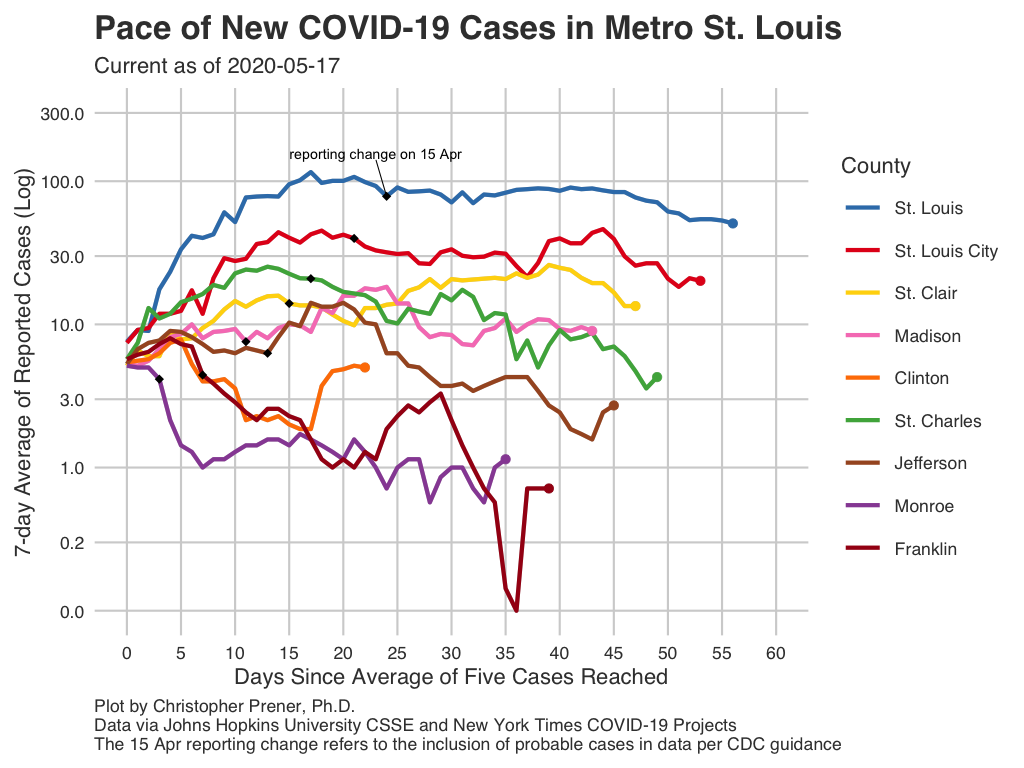 Pace of New COVID-19 Cases in Metro St. Louis
Current as of 2020-05-17
7-day Average of Reported Cases (Log)
300.0
100.0
30.0
10.0
3.0
1.0
0.2
0.0
reporting change on 15 Apr
0 5 10 15 20 25 30 35 40 45 50 55 60
Days Since Average of Five Cases Reached
County
St. Louis
St. Louis City
St. Clair
Madison
Clinton
St. Charles
Jefferson
Monroe
Franklin
Plot by Christopher Prener, Ph.D.
Data via Johns Hopkins University CSSE and New York Times COVID-19 Projects
The 15 Apr reporting change refers to the inclusion of probable cases in data per CDC guidance